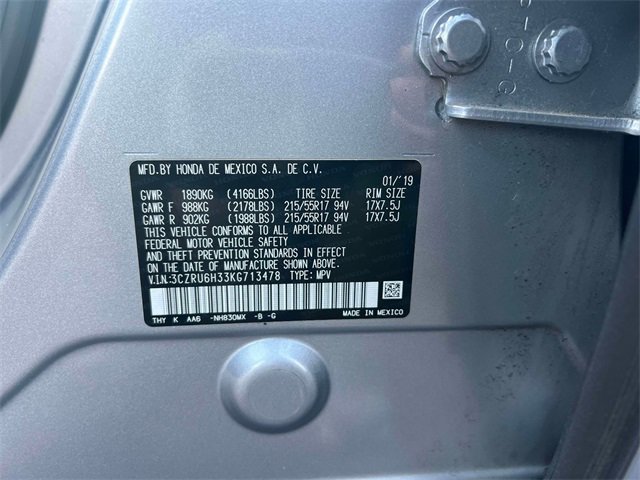 MFD.BY HONDA DE MEXICO S.A. DE C.V.
01/'19
GVWR 1890KG (4166LBS) TIRE SIZE RIM SIZE
GAWR F 988KG (2178LBS) 215/55R17 94V 17X7.5J
GAWR R 902KG (1988LBS) 215/55R17 94V 17X7.5J
THIS VEHICLE CONFORMS TO ALL APPLICABLE
FEDERAL MOTOR VEHICLE SAFETY
AND THEFT PREVENTION STANDARDS IN EFFECT
ON THE DATE OF MANUFACTURE SHOWN ABOVE.
V.I.N:3CZRU6H33KG713478 TYPE: MPV
THY K AA6 -NH830MX -B -G MADE IN MEXICO